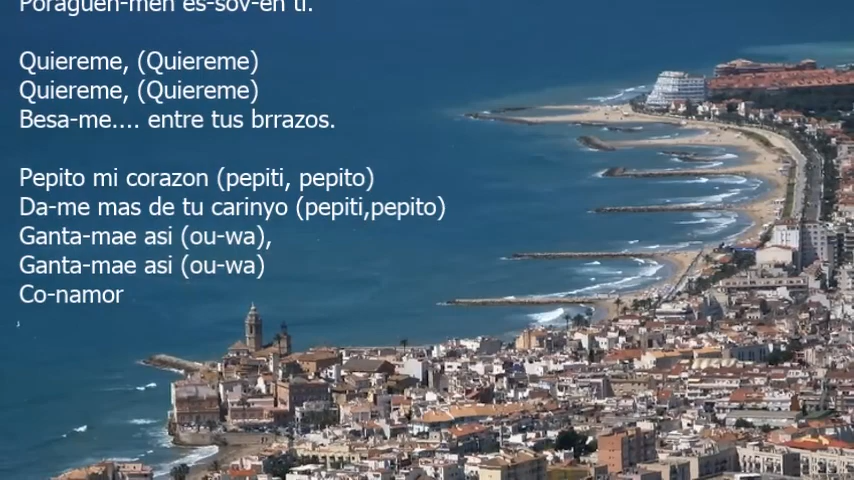 Poraguen-men es-sov-en ti.
Quiereme, (Quiereme)
Quiereme, (Quiereme)
Besa-me.... entre tus brrazos.
Pepito mi corazon (pepiti, pepito)
Da-me mas de tu carinyo (pepiti,pepito)
Ganta-mae asi (ou-wa),
Ganta-mae asi (ou-wa)
Co-namor